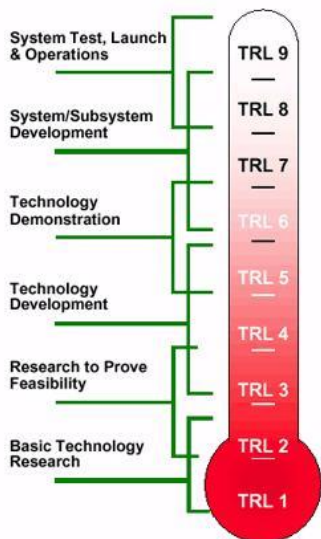 System Test, Launch
& Operations
System/Subsystem
Development
Technology
Demonstration
Technology
Development
Research to Prove
Feasibility
Basic Technology
Research
TRL 9
TRL 8
TRL 7
TRL 6
TRL 5
TRL 4
TRL 3
TRL 2
TRL 1